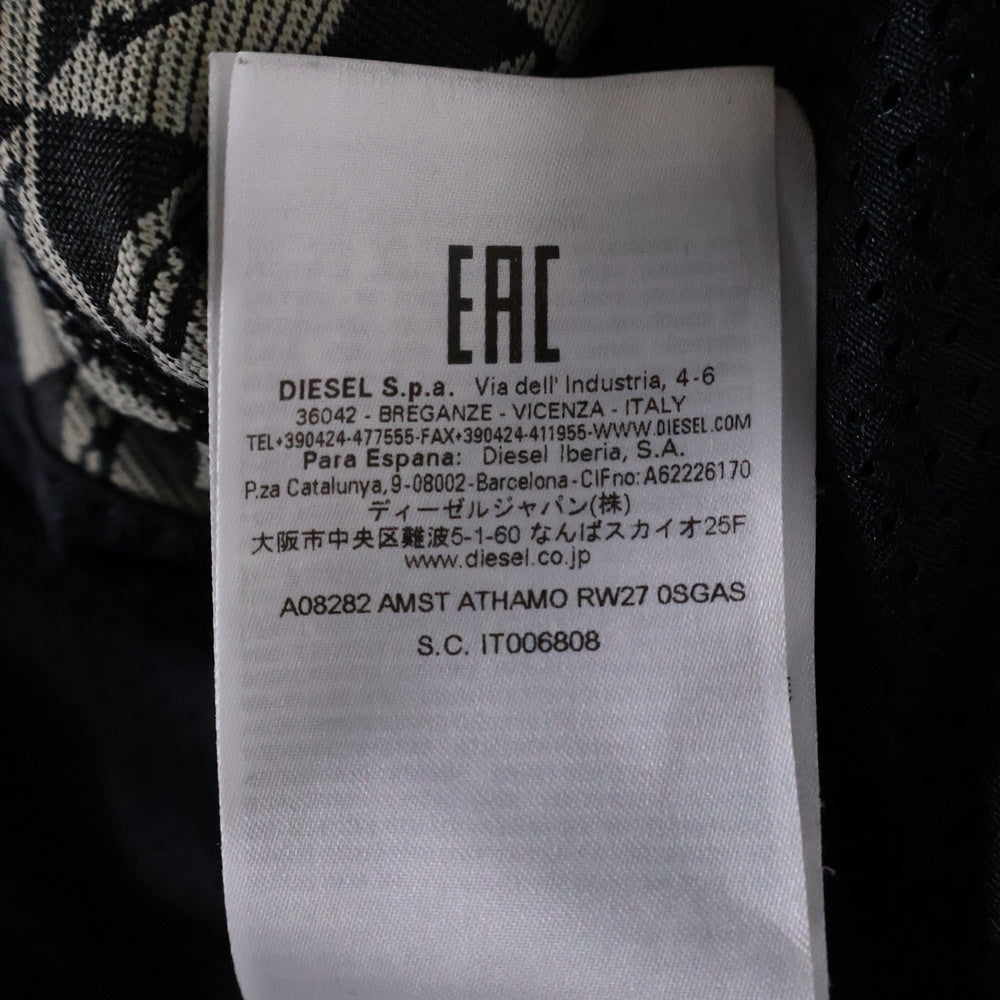 EAC
DIESEL S.p.a. Via dell' Industria, 4-6
36042 - BREGANZE - VICENZA - ITALY
TEL+390424-477555-FAX+390424-411955-WWW.DIESEL.COM
Para Espana: Diesel Iberia, S.A.
P.za Catalunya, 9-08002-Barcelona-CIFno: A62226170
ディーゼルジャパン(株)
大阪市中央区難波5-1-60 なんばスカイオ25F
www.diesel.co.jp
A08282 AMST ATHAMO RW27 0SGAS
S.C. IT006808